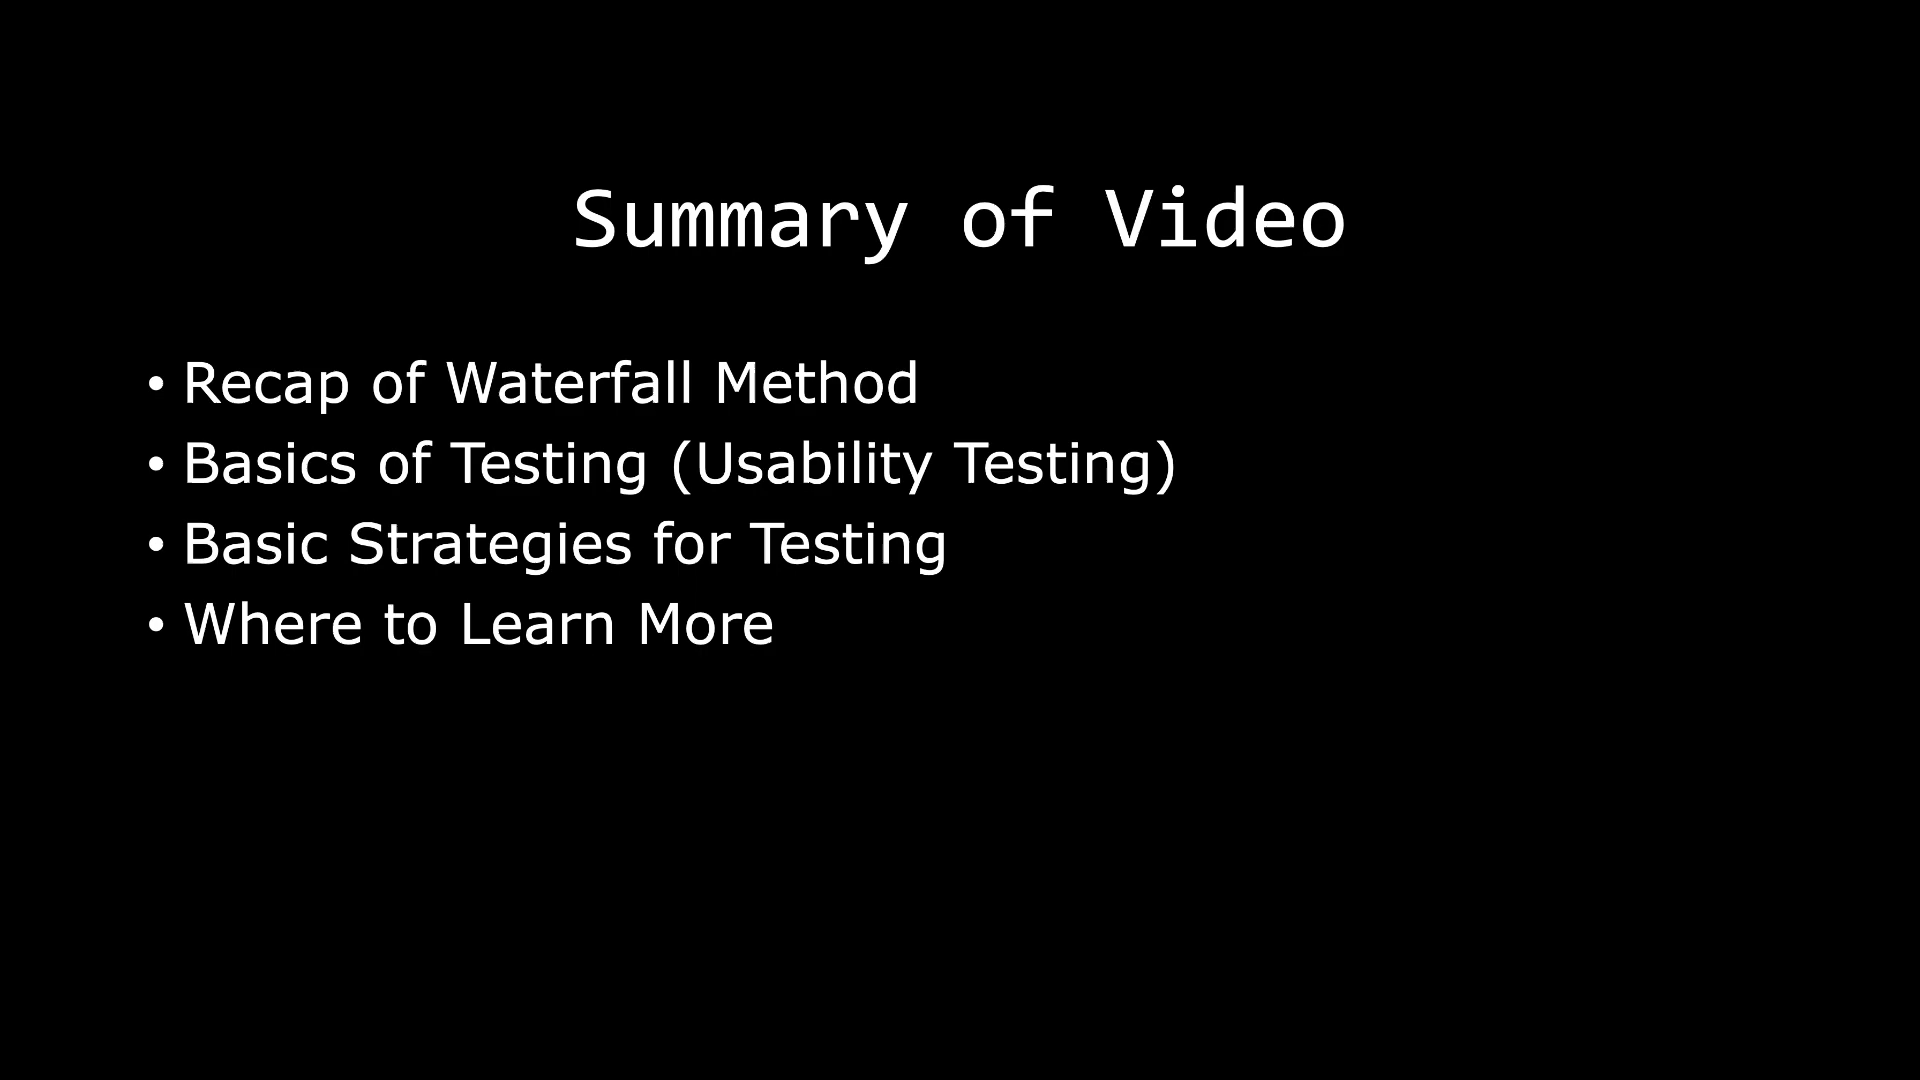 Summary of Video
• Recap of Waterfall Method
• Basics of Testing (Usability Testing)
• Basic Strategies for Testing
• Where to Learn More